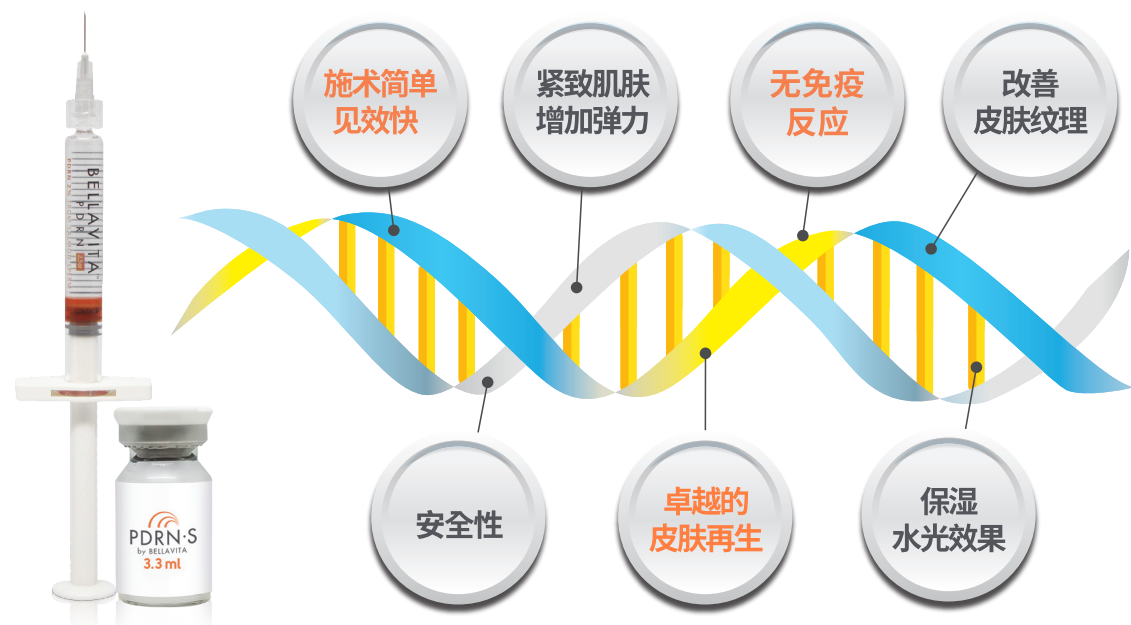 施术简单
见效快
紧致肌肤
增加弹力
无免疫
反应
改善
皮肤纹理
BELLAVITA
PDRN
安全性
卓越的
皮肤再生
保湿
水光效果
PDRN·S
by BELLAVITA
3.3 ml